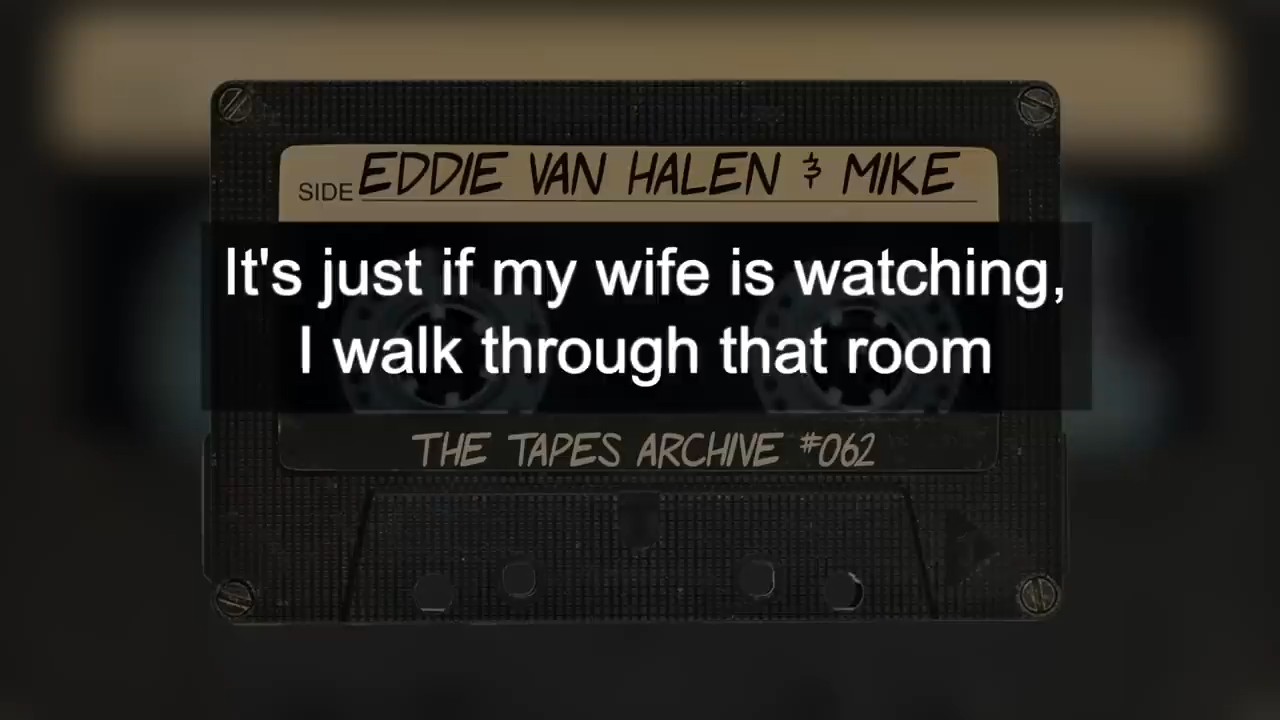 SIDE EDDIE VAN HALEN & MIKE
It's just if my wife is watching,
I walk through that room
THE TAPES ARCHIVE #062